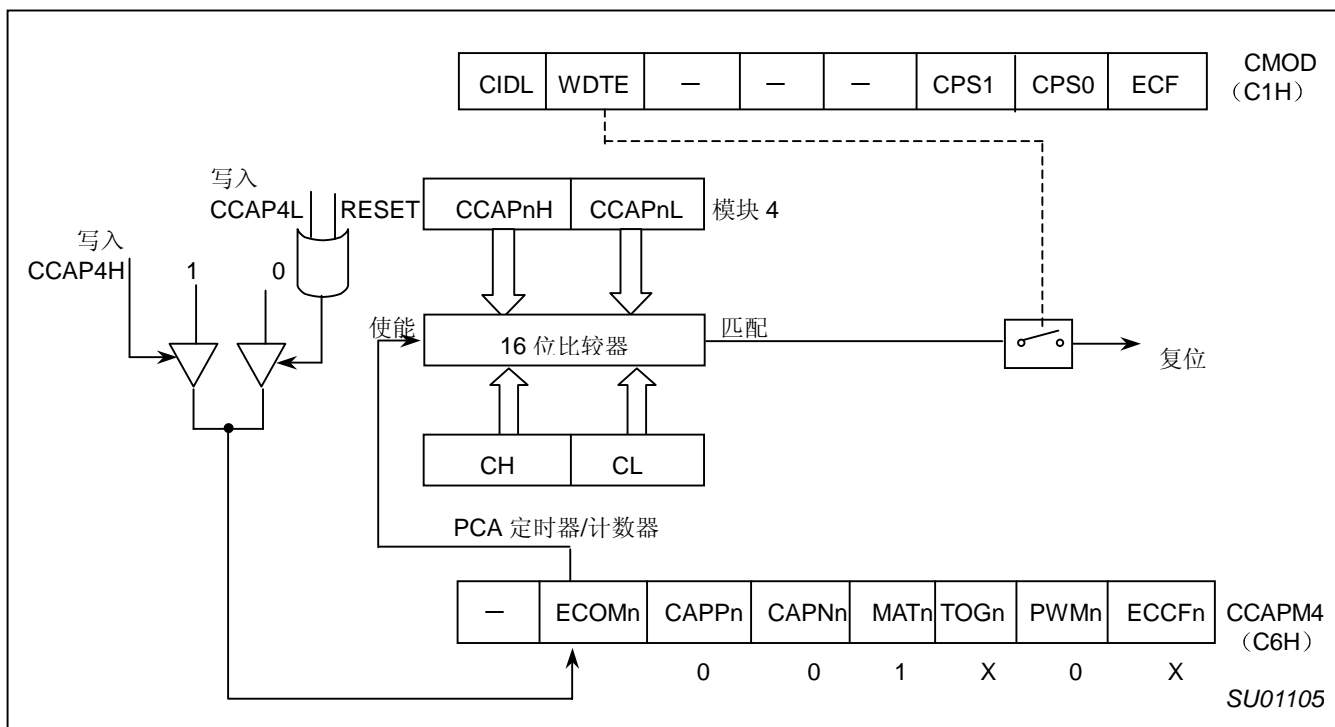 CIDL WDTE — — — CPS1 CPS0 ECF
CMOD
（C1H）
写入
CCAP4L RESET
CCAPnH CCAPnL 模块 4
写入
CCAP4H
1 0
使能
16 位比较器
匹配
复位
CH CL
PCA 定时器/计数器
— ECOMn CAPPn CAPNn MATn TOGn PWMn ECCFn
CCAPM4
（C6H）
0 0 1 X 0 X
SU01105